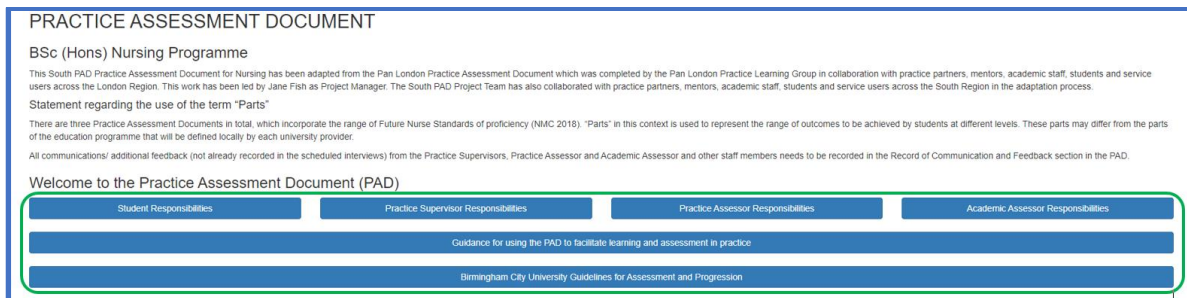 PRACTICE ASSESSMENT DOCUMENT
BSc (Hons) Nursing Programme
This South PAD Practice Assessment Document for Nursing has been adapted from the Pan London Practice Assessment Document which was completed by the Pan London Practice Learning Group in collaboration with practice partners, mentors, academic staff, students and service
users across the London Region. This work has been led by Jane Fish as Project Manager. The South PAD Project Team has also collaborated with practice partners, mentors, academic staff, students and service users across the South Region in the adaptation process.
Statement regarding the use of the term “Parts”
There are three Practice Assessment Documents in total, which incorporate the range of Future Nurse Standards of proficiency (NMC 2018). “Parts” in this context is used to represent the range of outcomes to be achieved by students at different levels. These parts may differ from the parts
of the education programme that will be defined locally by each university provider.
All communications/ additional feedback (not already recorded in the scheduled interviews) from the Practice Supervisors, Practice Assessor and Academic Assessor and other staff members needs to be recorded in the Record of Communication and Feedback section in the PAD.
Welcome to the Practice Assessment Document (PAD)
Student Responsibilities
Practice Supervisor Responsibilities
Practice Assessor Responsibilities
Academic Assessor Responsibilities
Guidance for using the PAD to facilitate learning and assessment in practice
Birmingham City University Guidelines for Assessment and Progression